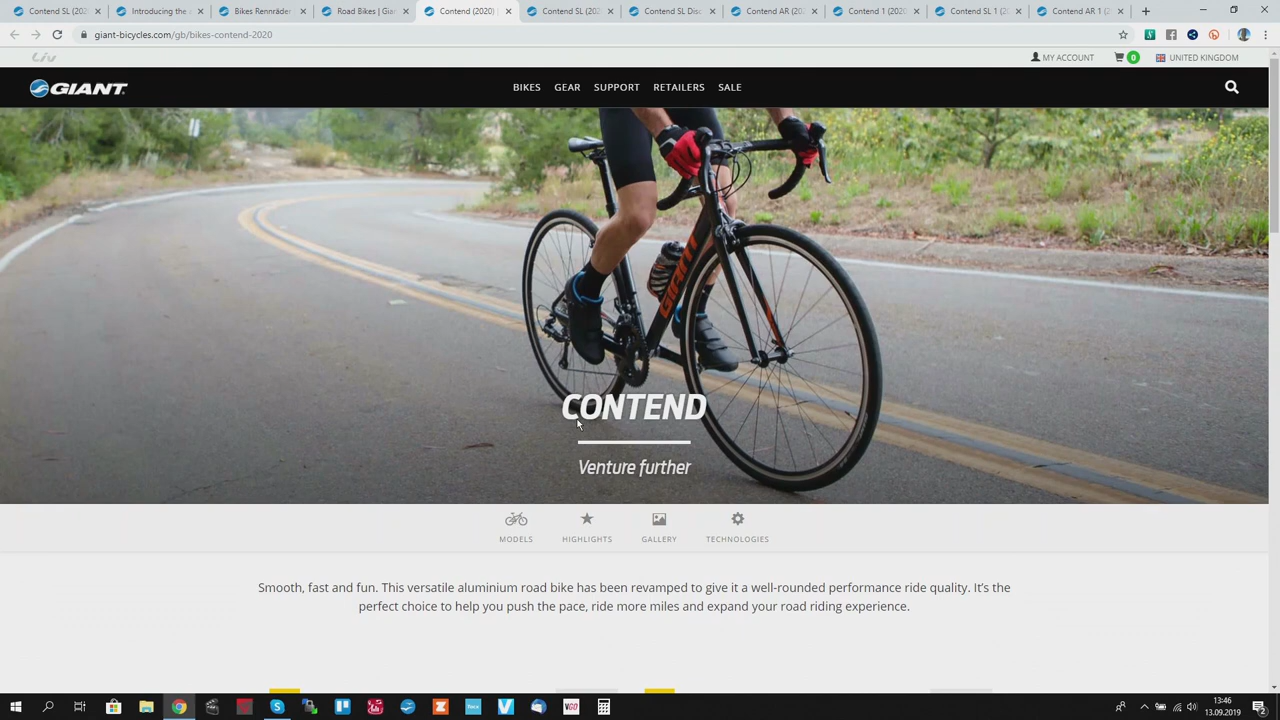 Contend SL (202
Introducing the
Bikes Rennräder
Road Bikes | Gian
Contend (2020)
Contend SL (202
Contend SL Disc
Contend AR (202
Contend 1 (2020
Contend SL 1 (2
Contend AR 1 (2
giant-bicycles.com/gb/bikes-contend-2020
Liv
MY ACCOUNT
0
UNITED KINGDOM
GIANT
BIKES
GEAR
SUPPORT
RETAILERS
SALE
GIANT
CONTEND
Venture further
MODELS
HIGHLIGHTS
GALLERY
TECHNOLOGIES
Smooth, fast and fun. This versatile aluminium road bike has been revamped to give it a well-rounded performance ride quality. It's the
perfect choice to help you push the pace, ride more miles and expand your road riding experience.
13:46
13.09.2019